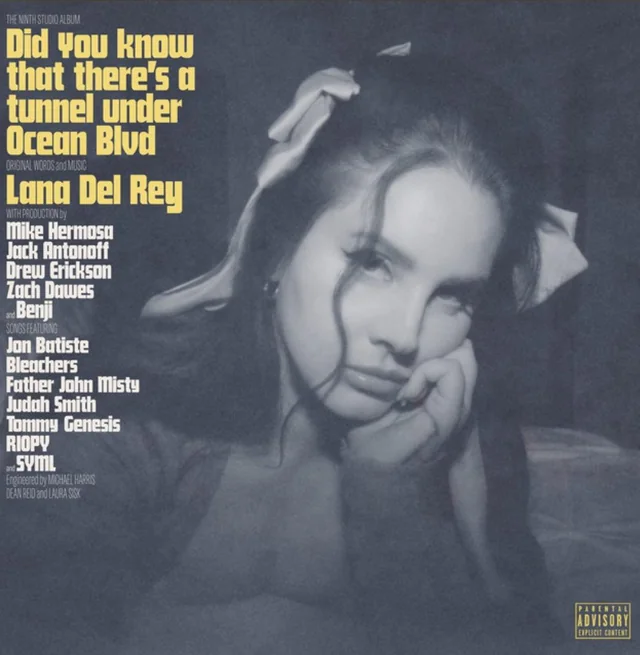 THE NINTH STUDIO ALBUM
Did you know
that there's a
tunnel under
Ocean Blvd
ORIGINAL WORDS and MUSIC
Lana Del Rey
WITH PRODUCTION by
Mike Hermosa
Jack Antonoff
Drew Erickson
Zach Dawes
and Benji
SONGS FEATURING
Jon Batiste
Bleachers
Father John Misty
Judah Smith
Tommy Genesis
RIOPY
and SYML
Engineered by MICHAEL HARRIS
DEAN REID and LAURA SISK
PARENTAL
ADVISORY
EXPLICIT CONTENT